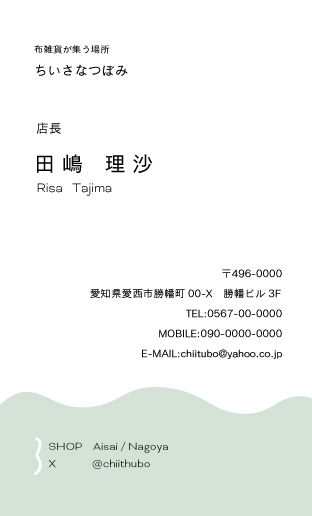 布雑貨が集う場所
ちいさなつぼみ
店長
田嶋　理沙
Risa Tajima
〒496-0000
愛知県愛西市勝幡町 00-X　勝幡ビル 3F
TEL:0567-00-0000
MOBILE:090-0000-0000
E-MAIL:chiitubo@yahoo.co.jp
SHOP　Aisai / Nagoya
X　@chiithubo